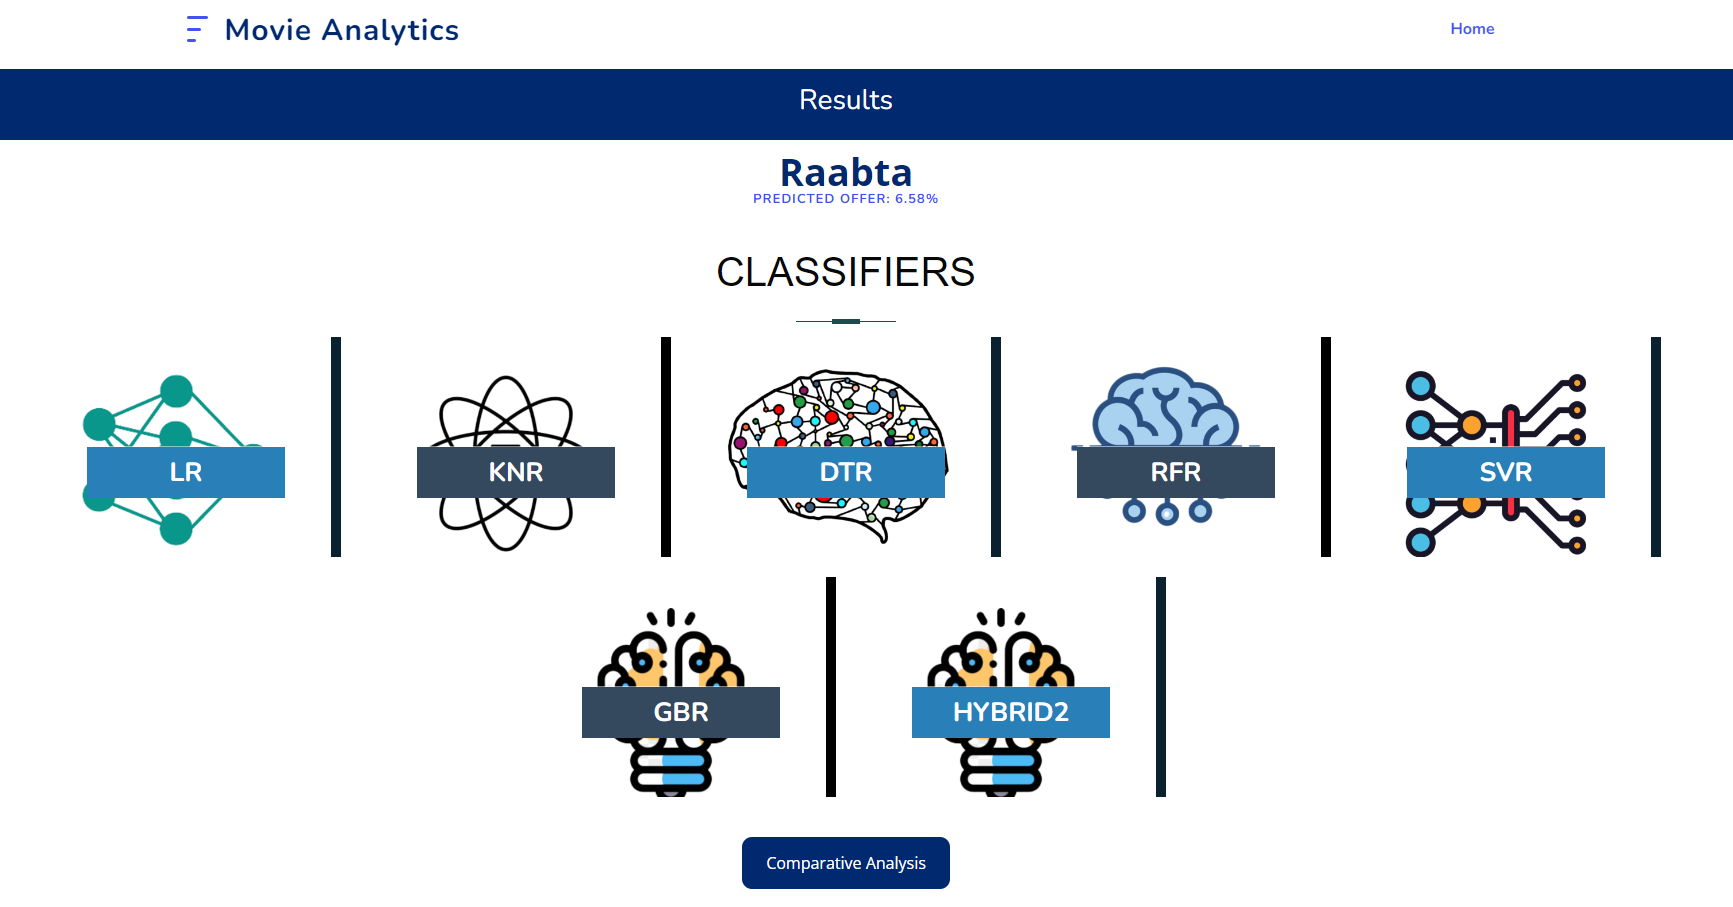 Movie Analytics
Home
Results
Raabta
PREDICTED OFFER: 6.58%
CLASSIFIERS
LR
KNR
DTR
RFR
SVR
GBR
HYBRID2
Comparative Analysis